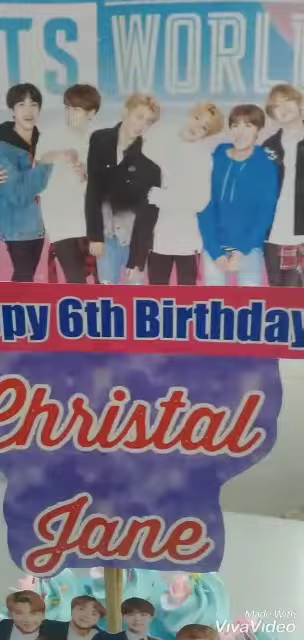 TS WORL
ppy 6th Birthday
Christal
Jane
Made With
VivaVideo